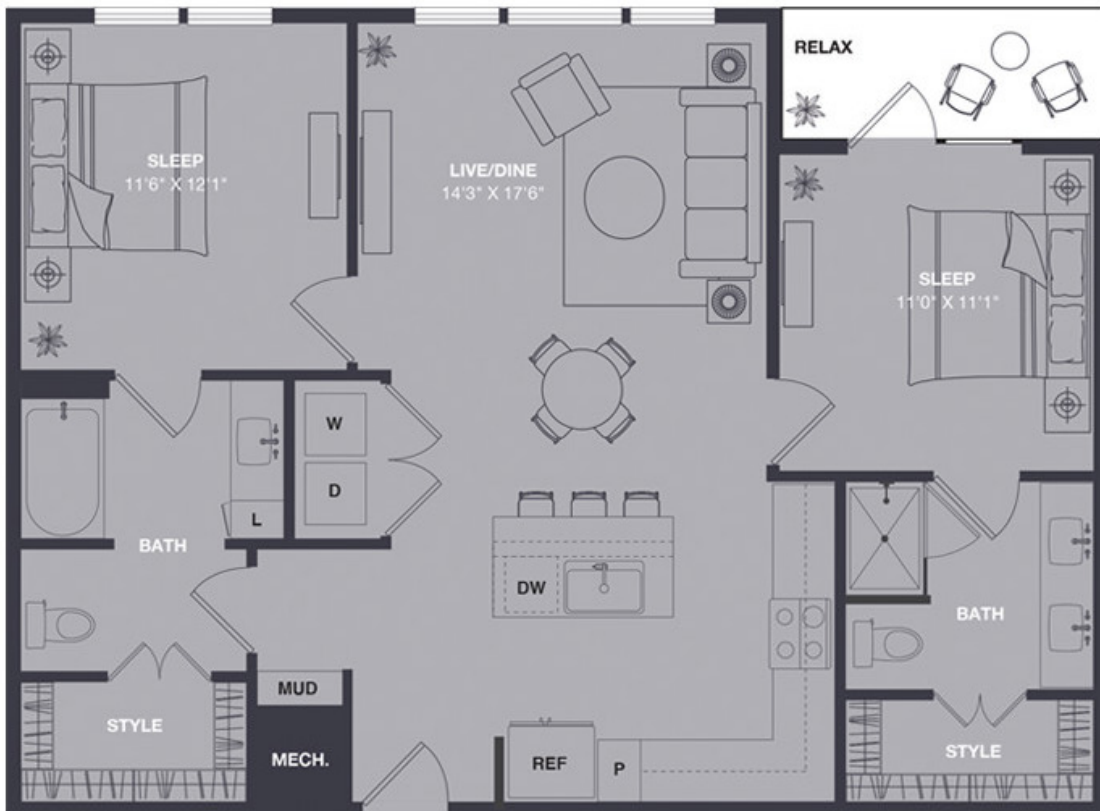 RELAX
SLEEP
11'6" X 12'1"
LIVE/DINE
14'3" X 17'6"
SLEEP
11'0" X 11'1"
W
D
L
BATH
DW
BATH
MUD
STYLE
MECH.
REF
P
STYLE